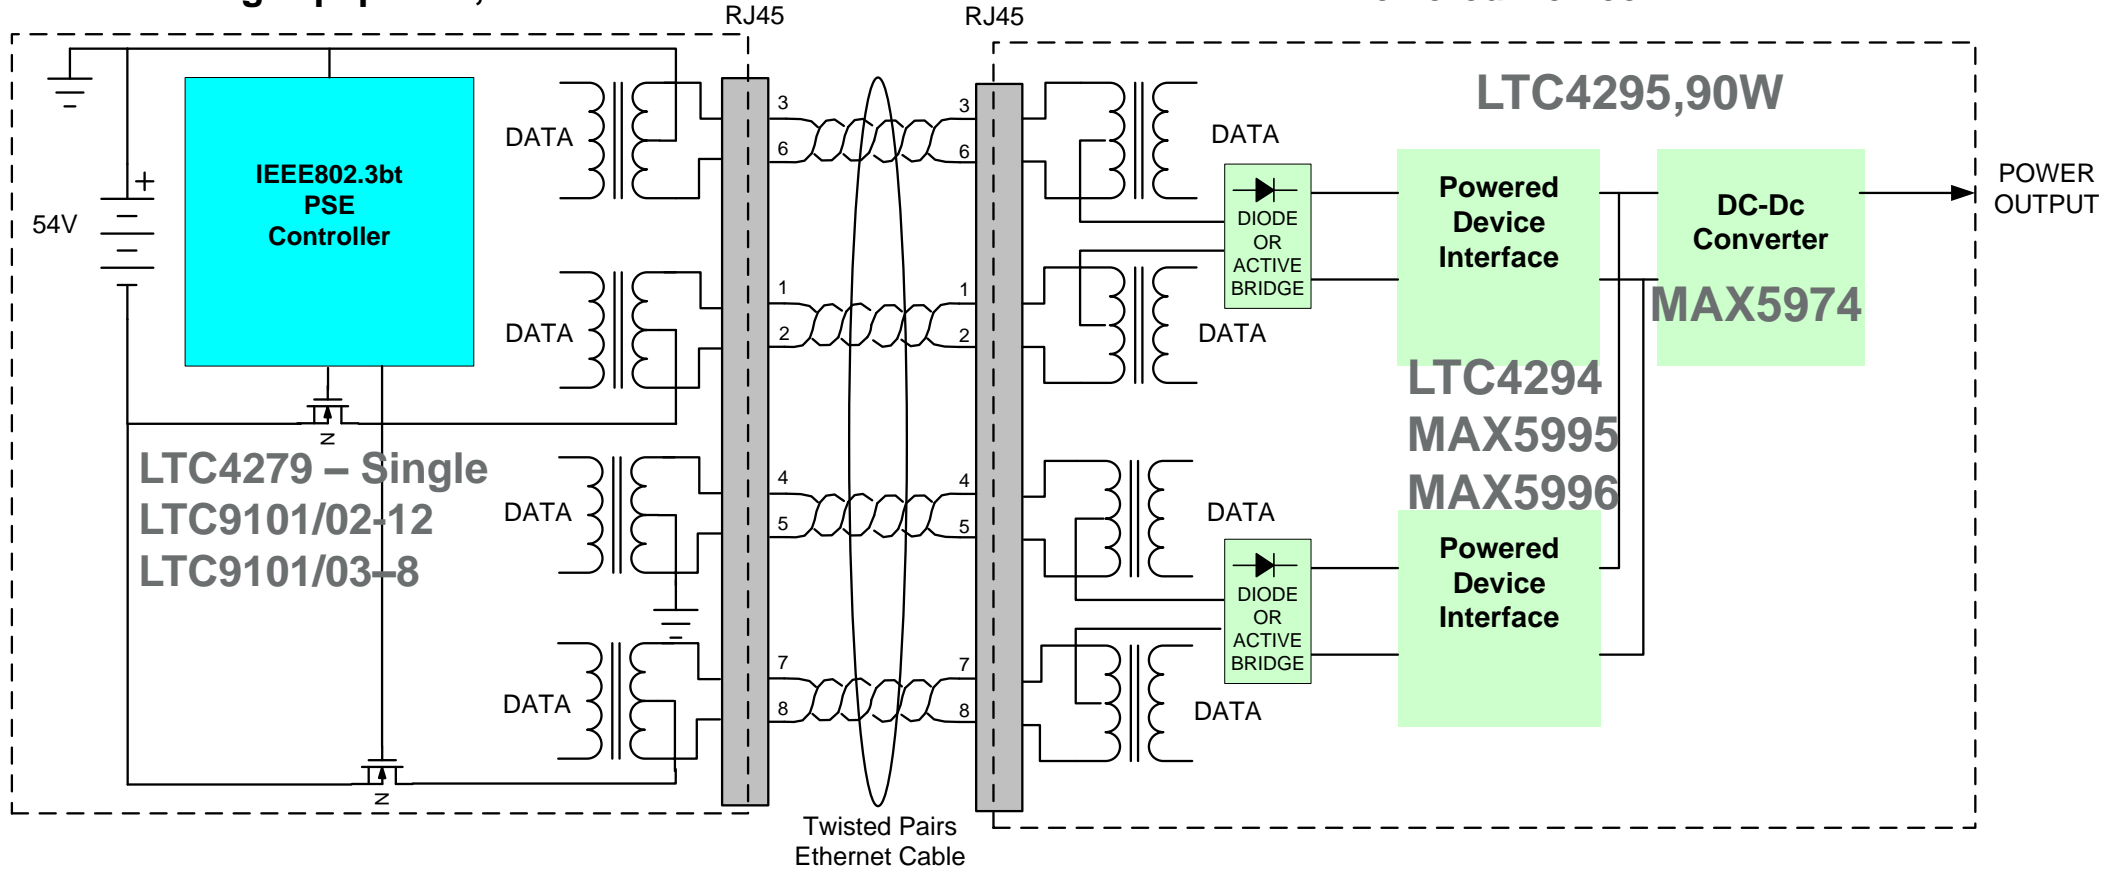 RJ45
RJ45
54V
+
IEEE802.3bt
PSE
Controller
N
N
LTC4279 – Single
LTC9101/02-12
LTC9101/03–8
DATA
DATA
DATA
DATA
3
6
1
2
4
5
7
8
Twisted Pairs
Ethernet Cable
3
6
1
2
4
5
7
8
DATA
DATA
DATA
DATA
DIODE
OR
ACTIVE
BRIDGE
DIODE
OR
ACTIVE
BRIDGE
LTC4295,90W
Powered
Device
Interface
LTC4294
MAX5995
MAX5996
Powered
Device
Interface
DC-Dc
Converter
MAX5974
POWER
OUTPUT